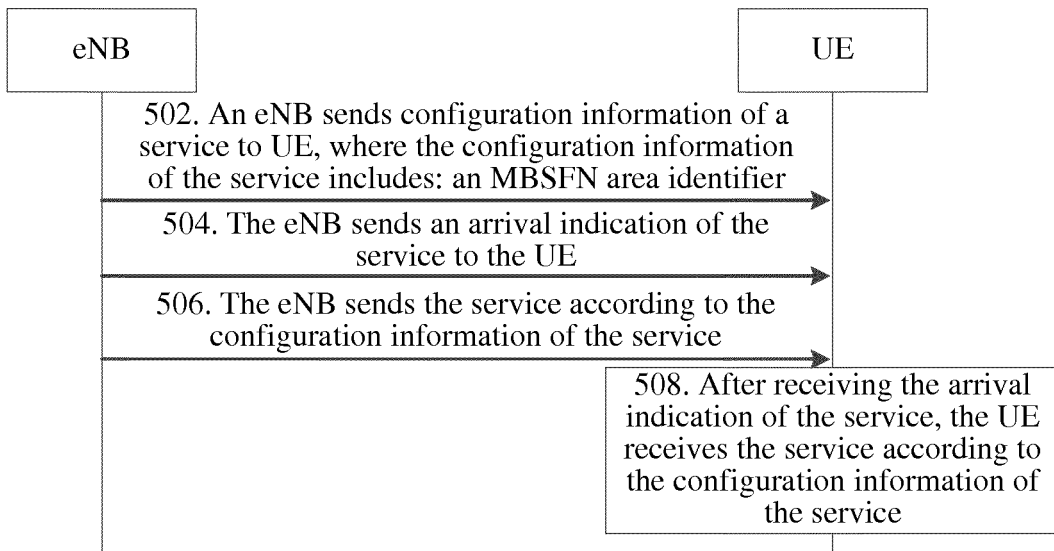 eNB
UE
502. An eNB sends configuration information of a
service to UE, where the configuration information
of the service includes: an MBSFN area identifier
504. The eNB sends an arrival indication of the
service to the UE
506. The eNB sends the service according to the
configuration information of the service
508. After receiving the arrival
indication of the service, the UE
receives the service according to
the configuration information of
the service